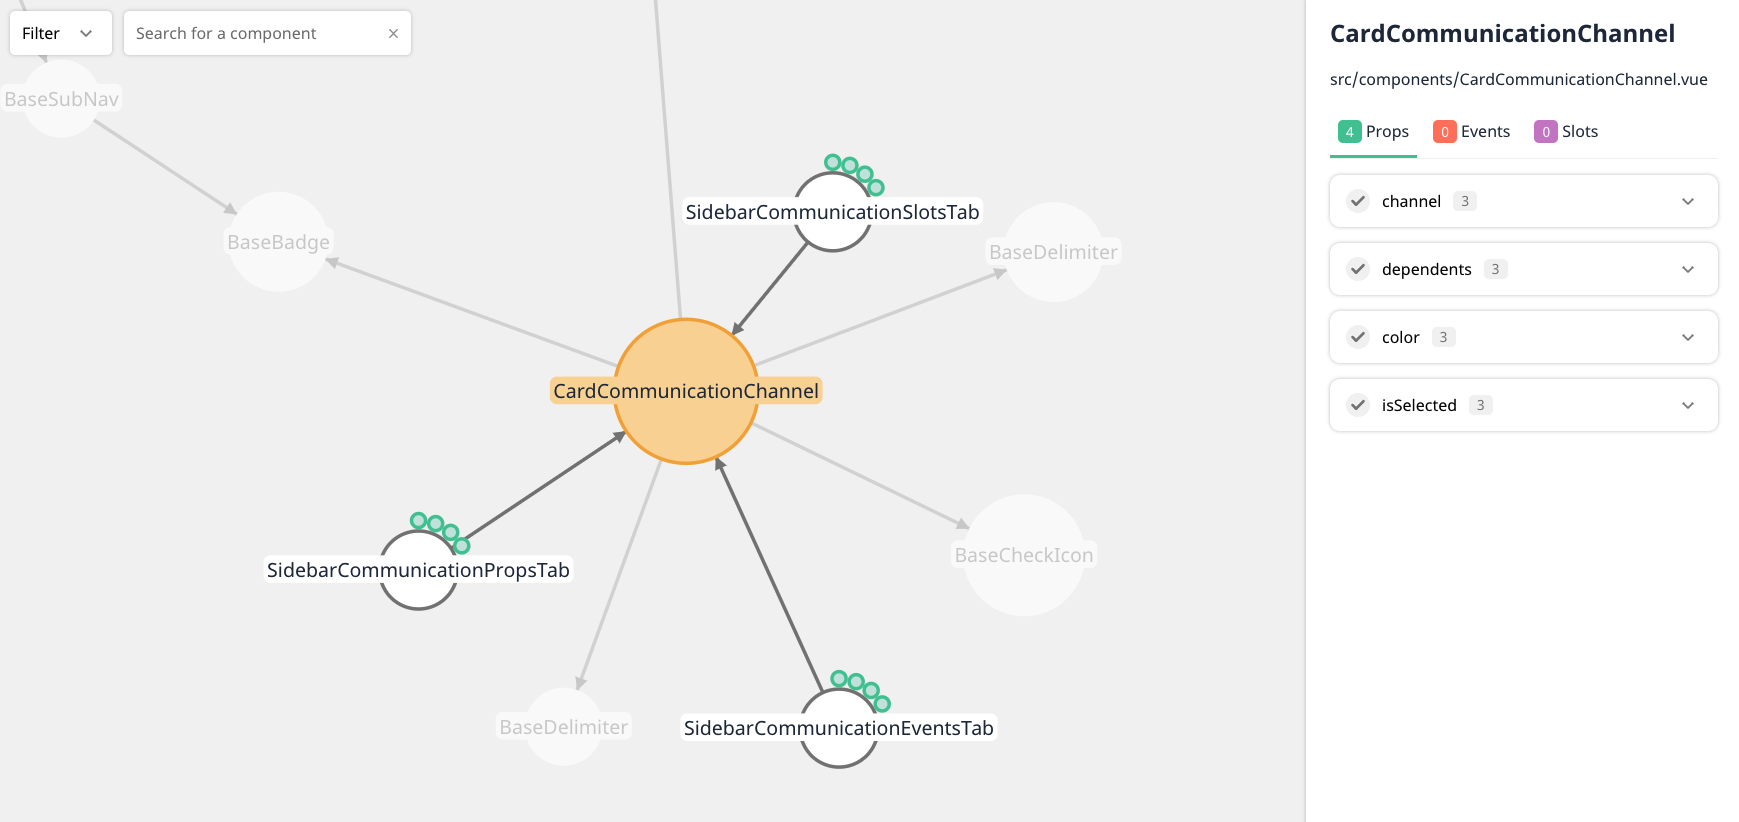 Filter
Search for a component
BaseSubNav
BaseBadge
SidebarCommunicationSlotsTab
BaseDelimiter
CardCommunicationChannel
BaseCheckIcon
SidebarCommunicationPropsTab
BaseDelimiter
SidebarCommunicationEventsTab
CardCommunicationChannel
src/components/CardCommunicationChannel.vue
4 Props 0 Events 0 Slots
channel 3
dependents 3
color 3
isSelected 3